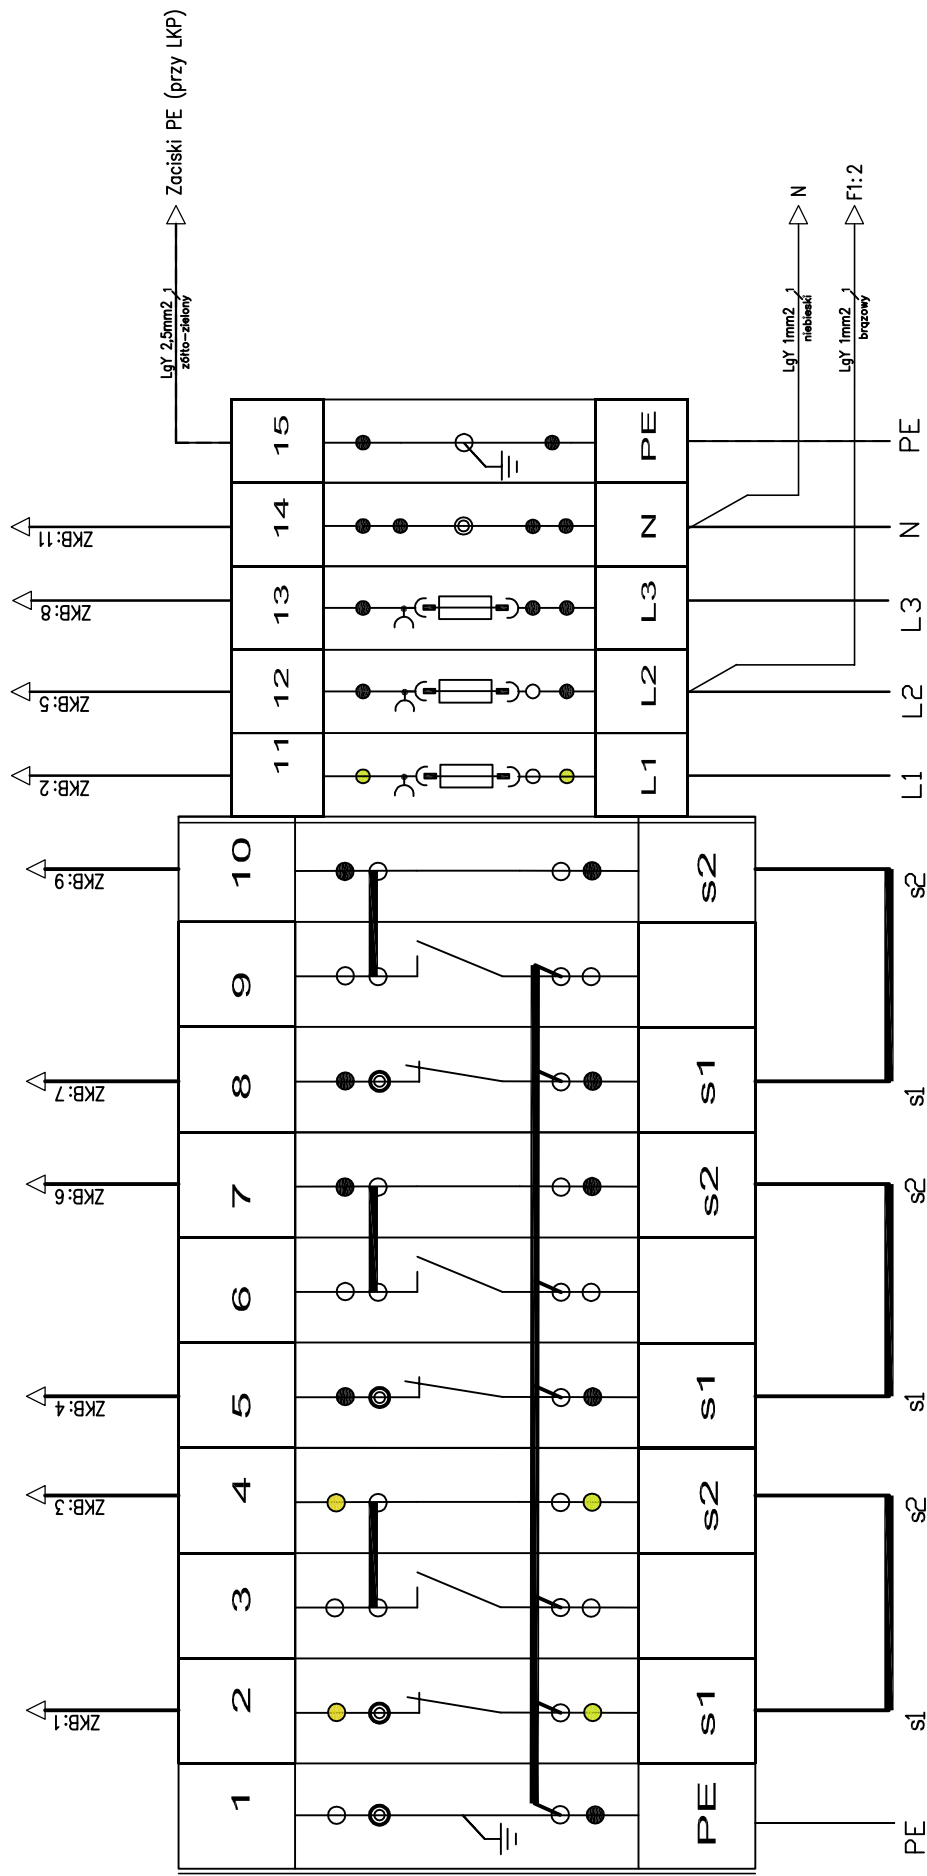 Zaciski PE (przy LKP)
LgY 2,5mm2 1
żółto-zielony
N
LgY 1mm2 1
niebieski
F1:2
LgY 1mm2 1
brązowy
15 PE PE
ZKB:11 14 N N
ZKB:8 13 L3 L3
ZKB:5 12 L2 L2
ZKB:2 11 L1 L1
ZKB:9 10 s2 s2
9
ZKB:7 8 s1 s1
ZKB:6 7 s2 s2
6
ZKB:4 5 s1 s1
ZKB:3 4 s2 s2
3
ZKB:1 2 s1 s1
1 PE PE